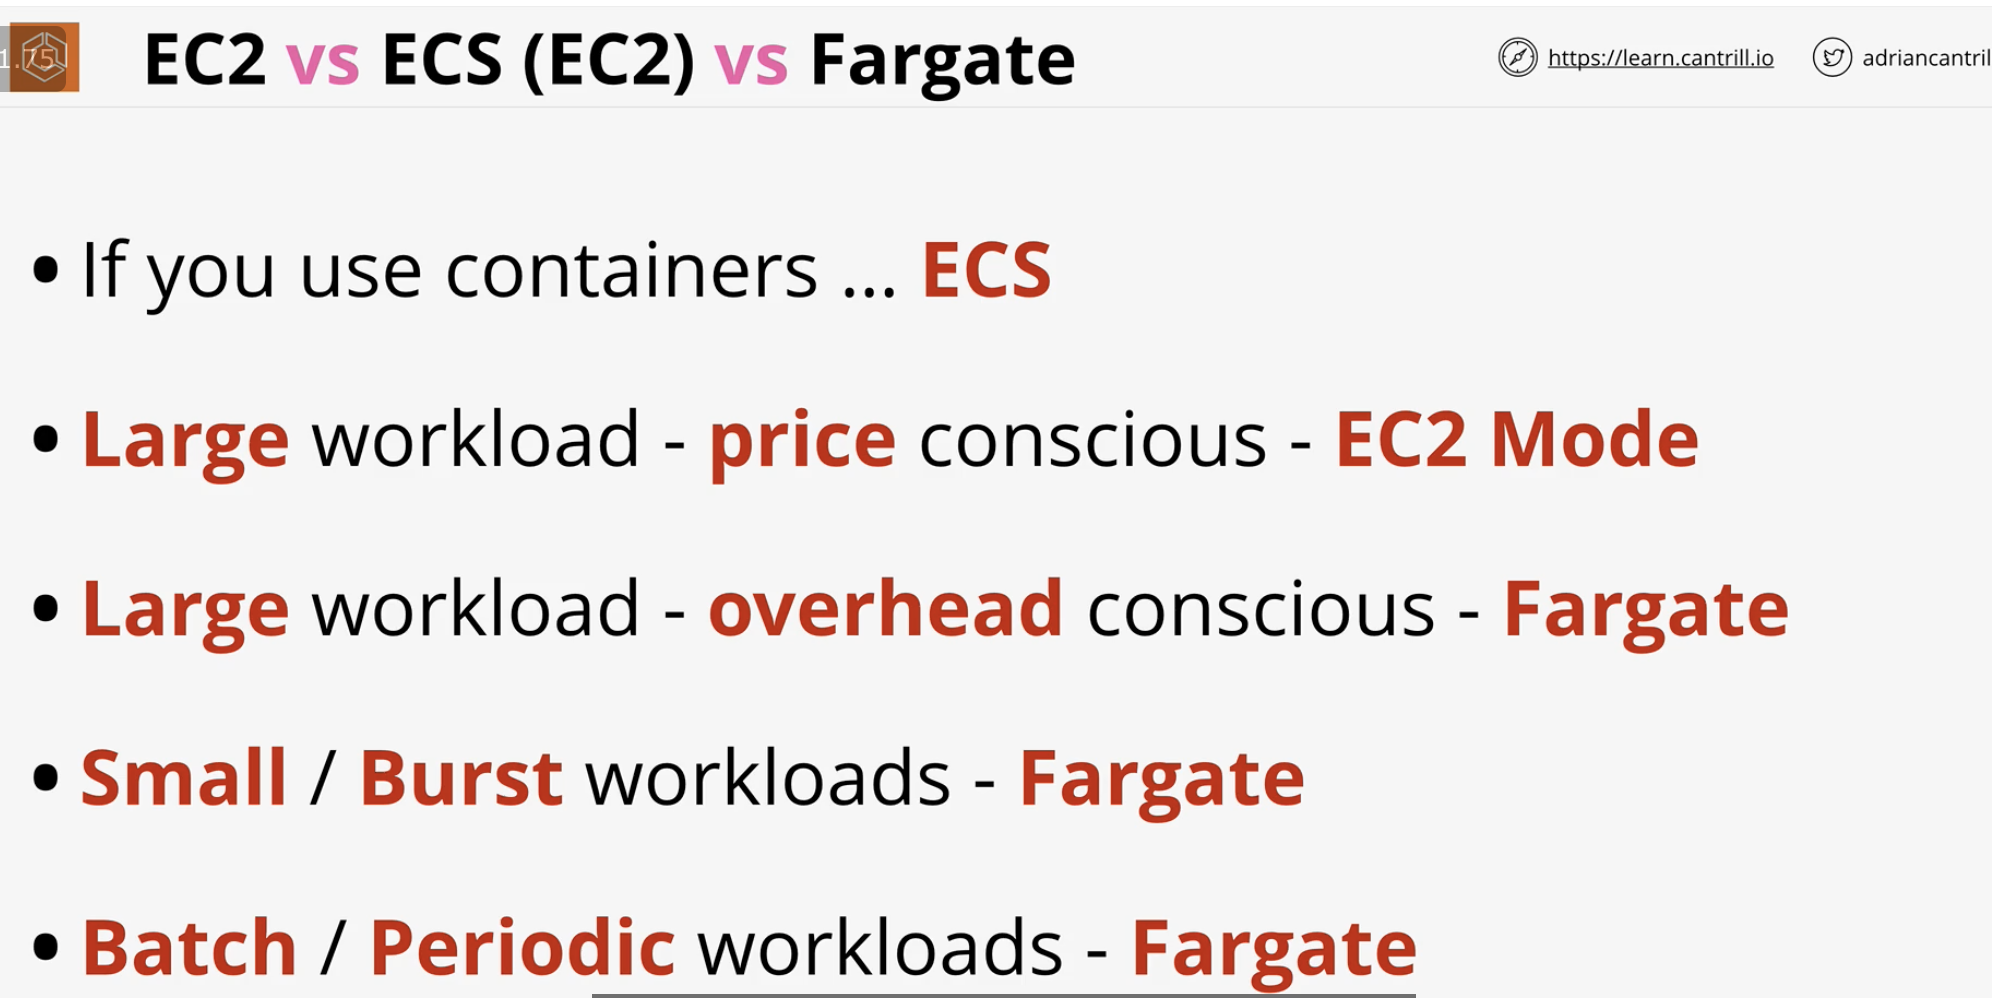 1.75
EC2 vs ECS (EC2) vs Fargate
https://learn.cantrill.io
adriancantril
• If you use containers ... ECS
• Large workload - price conscious - EC2 Mode
• Large workload - overhead conscious - Fargate
• Small / Burst workloads - Fargate
• Batch / Periodic workloads - Fargate